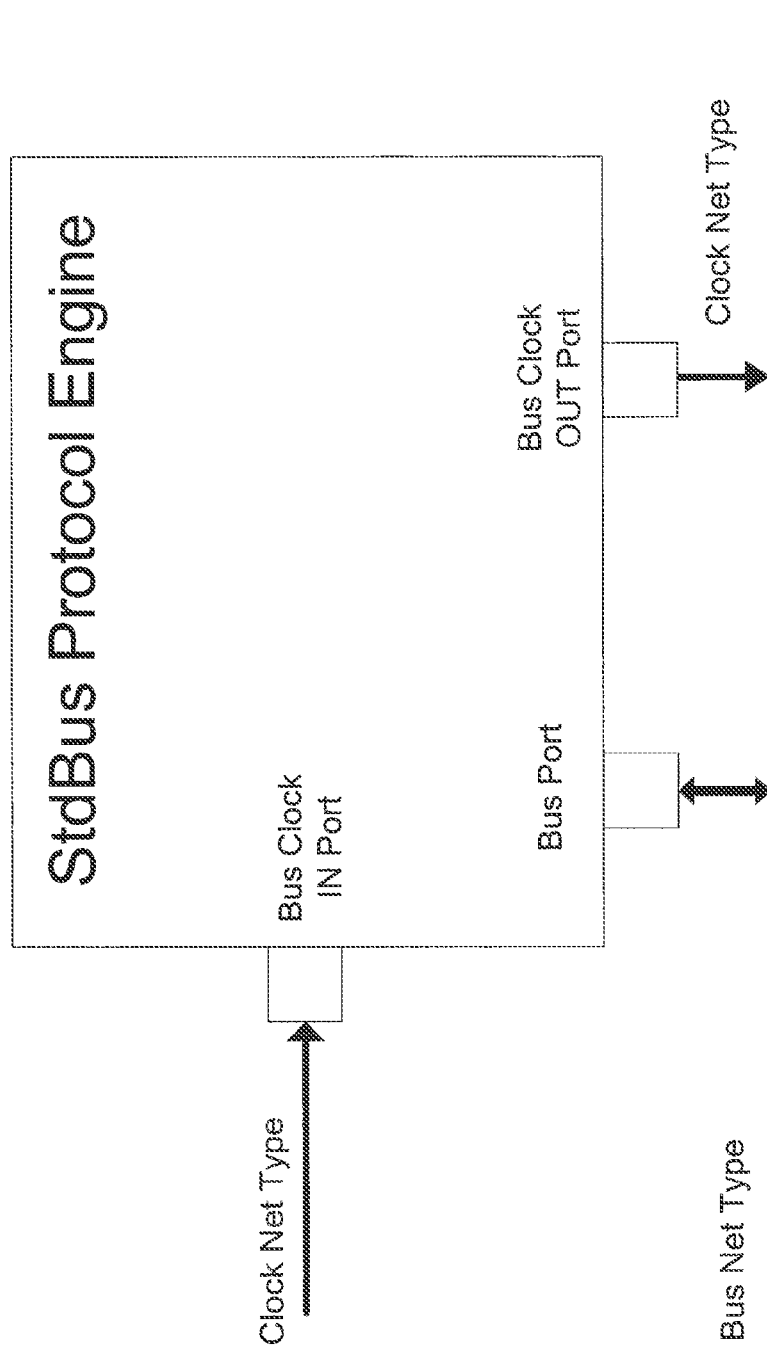 StdBus Protocol Engine
Clock Net Type
Bus Clock
IN Port
Bus Port
Bus Clock
OUT Port
Bus Net Type
Clock Net Type